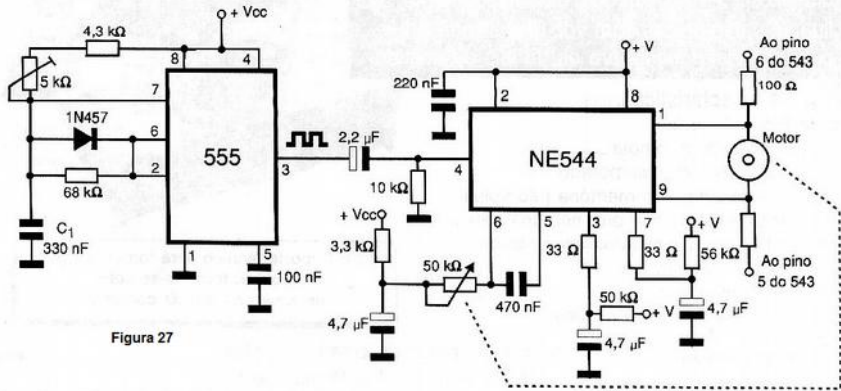 + Vcc
4,3 kΩ
5 kΩ
8
4
7
1N457
6
555
2
3
68 kΩ
C₁
330 nF
1
5
100 nF
Figura 27
2,2 µF
10 kΩ
+ Vcc
3,3 kΩ
50 kΩ
4,7 µF
470 nF
220 nF
+ V
2
8
1
NE544
4
9
6
5
3
7
33 Ω
33 Ω
+ V
56 kΩ
50 kΩ
+ V
4,7 µF
4,7 µF
Ao pino
6 do 543
100 Ω
Motor
Ao pino
5 do 543